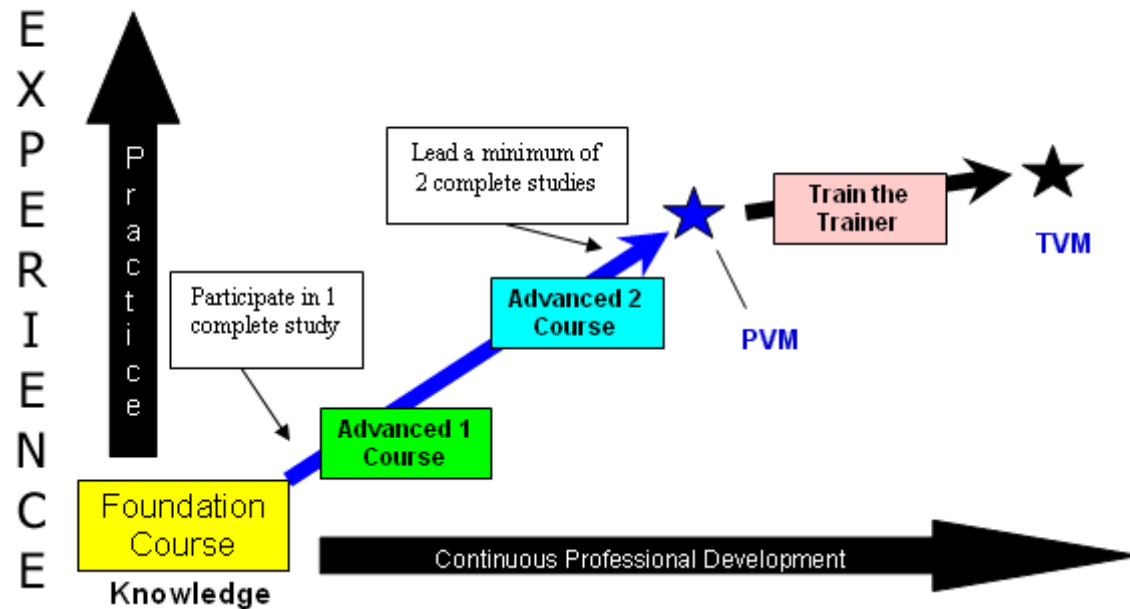 EXPERIENCE
Practice
Lead a minimum of
2 complete studies
Train the
Trainer
TVM
Participate in 1
complete study
Advanced 2
Course
PVM
Advanced 1
Course
Foundation
Course
Continuous Professional Development
Knowledge